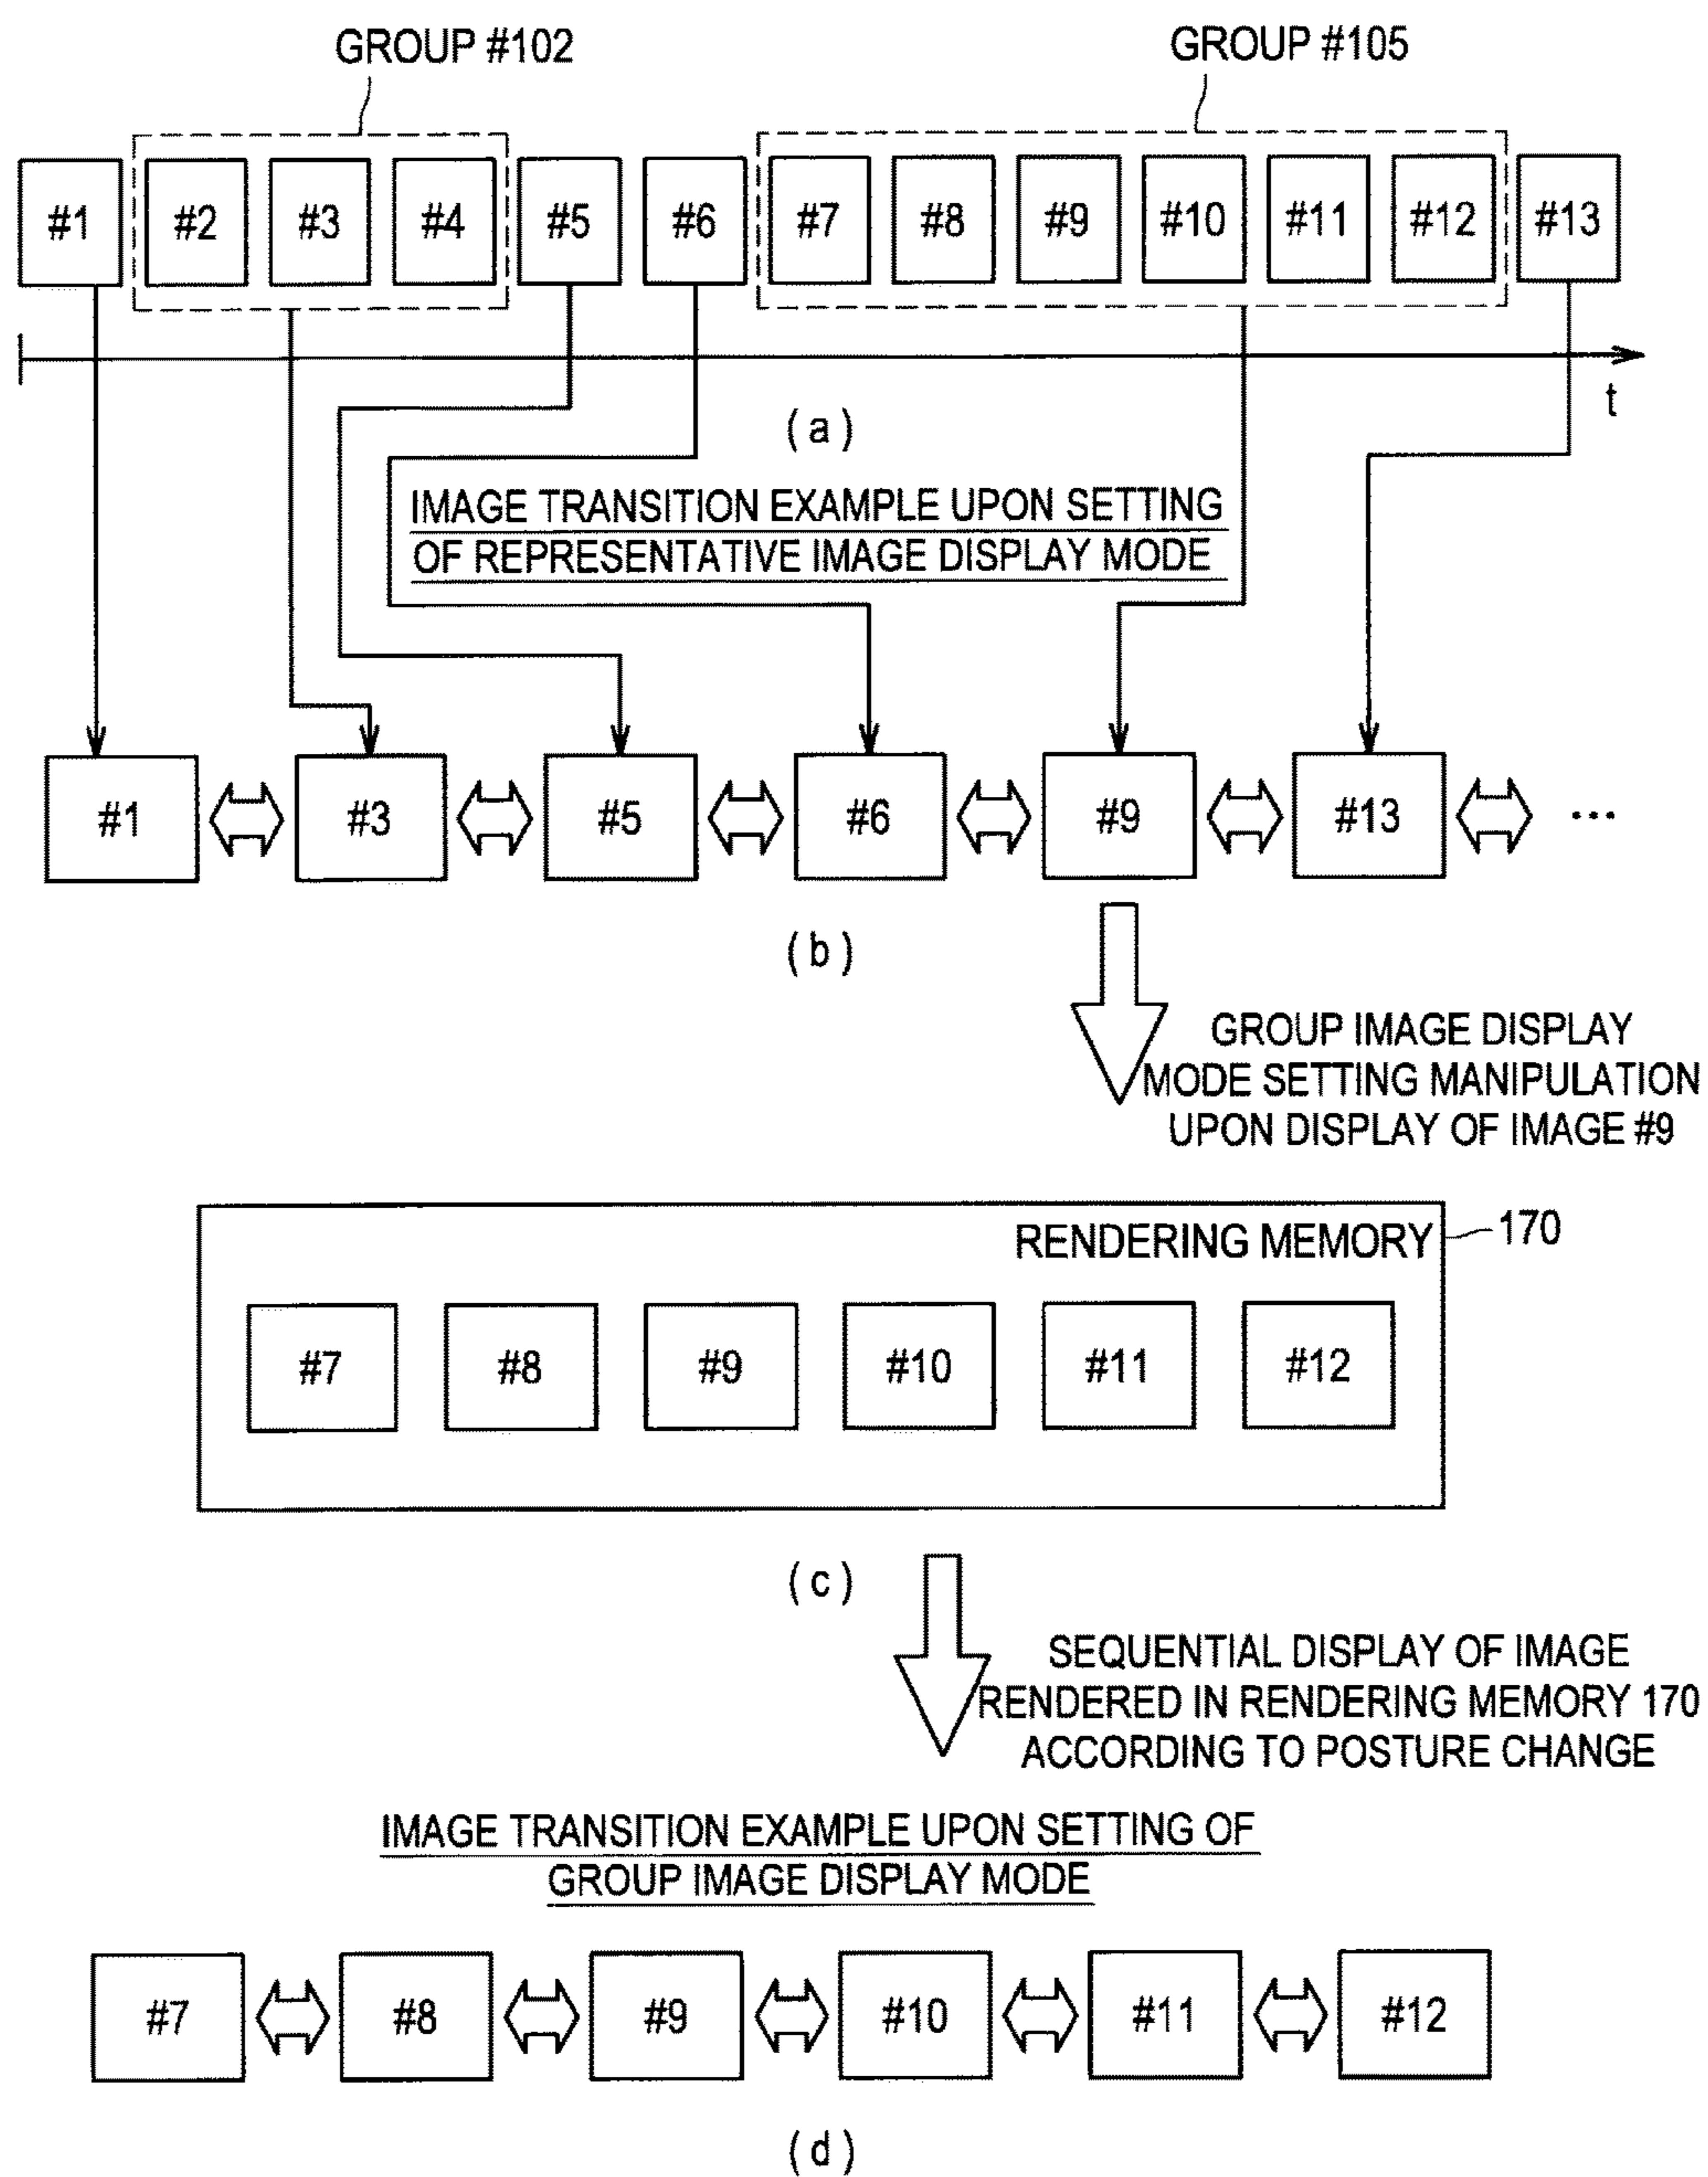 GROUP #102 GROUP #105
#1 #2 #3 #4 #5 #6 #7 #8 #9 #10 #11 #12 #13
t
( a )
IMAGE TRANSITION EXAMPLE UPON SETTING
OF REPRESENTATIVE IMAGE DISPLAY MODE
#1 #3 #5 #6 #9 #13 ...
( b )
GROUP IMAGE DISPLAY
MODE SETTING MANIPULATION
UPON DISPLAY OF IMAGE #9
RENDERING MEMORY 170
#7 #8 #9 #10 #11 #12
( c )
SEQUENTIAL DISPLAY OF IMAGE
RENDERED IN RENDERING MEMORY 170
ACCORDING TO POSTURE CHANGE
IMAGE TRANSITION EXAMPLE UPON SETTING OF
GROUP IMAGE DISPLAY MODE
#7 #8 #9 #10 #11 #12
( d )